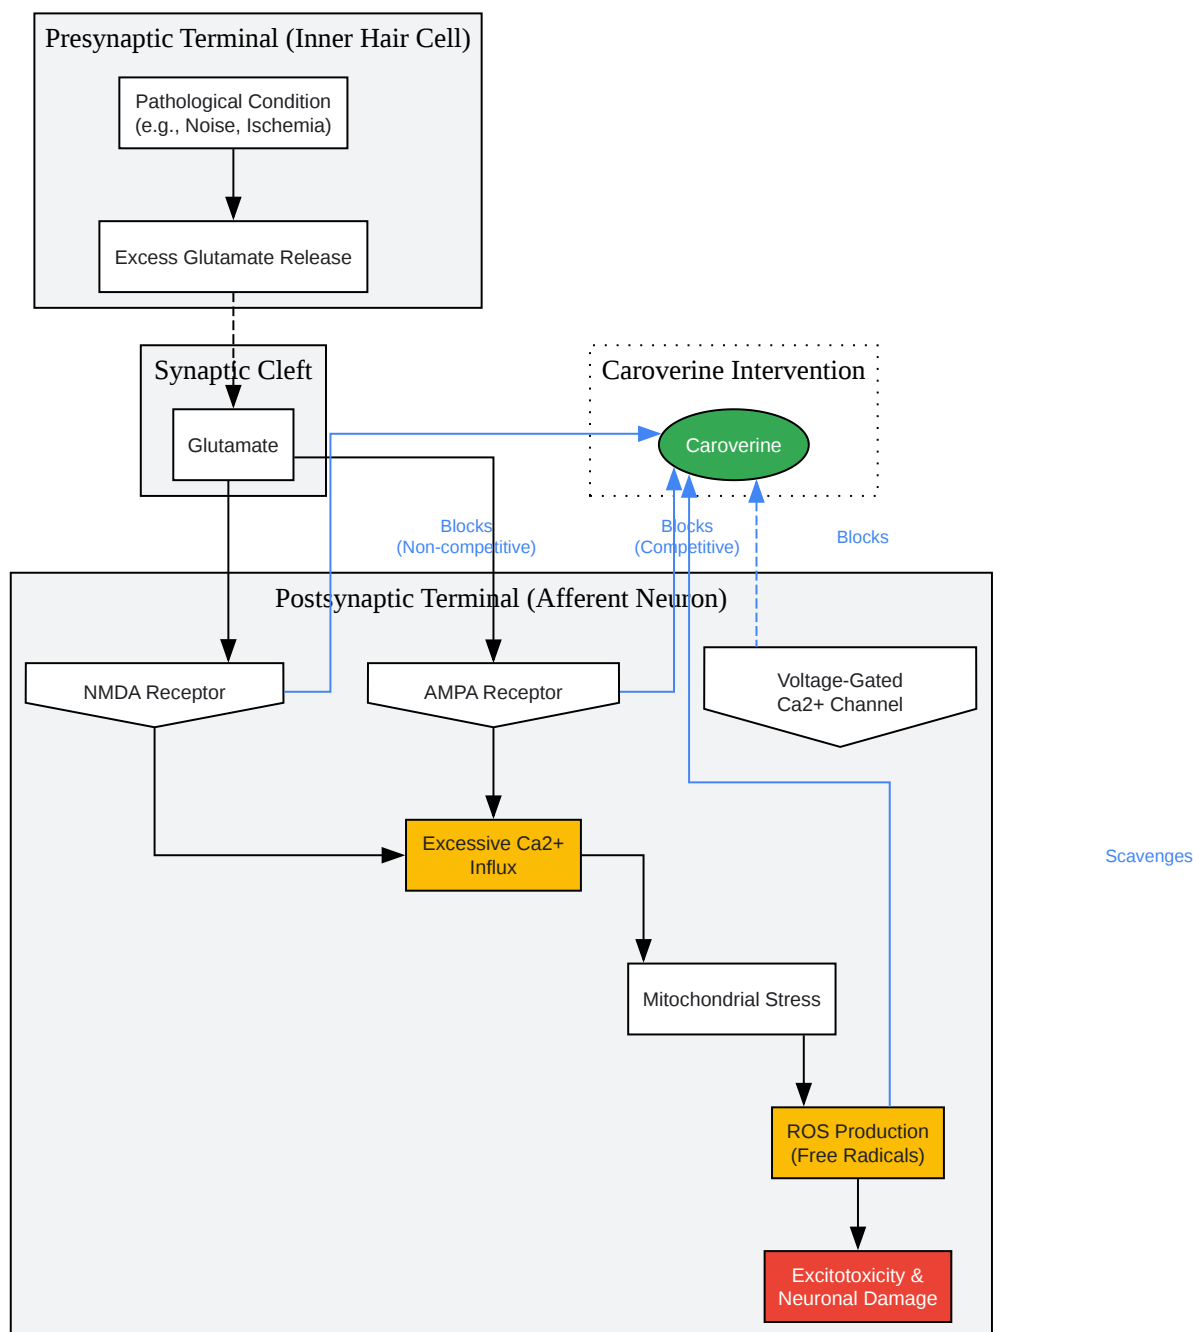 Presynaptic Terminal (Inner Hair Cell)
Pathological Condition
(e.g., Noise, Ischemia)
Excess Glutamate Release
Synaptic Cleft
Glutamate
Caroverine Intervention
Caroverine
Blocks
(Non-competitive)
Blocks
(Competitive)
Blocks
Postsynaptic Terminal (Afferent Neuron)
NMDA Receptor
AMPA Receptor
Voltage-Gated
Ca2+ Channel
Excessive Ca2+
Influx
Scavenges
Mitochondrial Stress
ROS Production
(Free Radicals)
Excitotoxicity &
Neuronal Damage